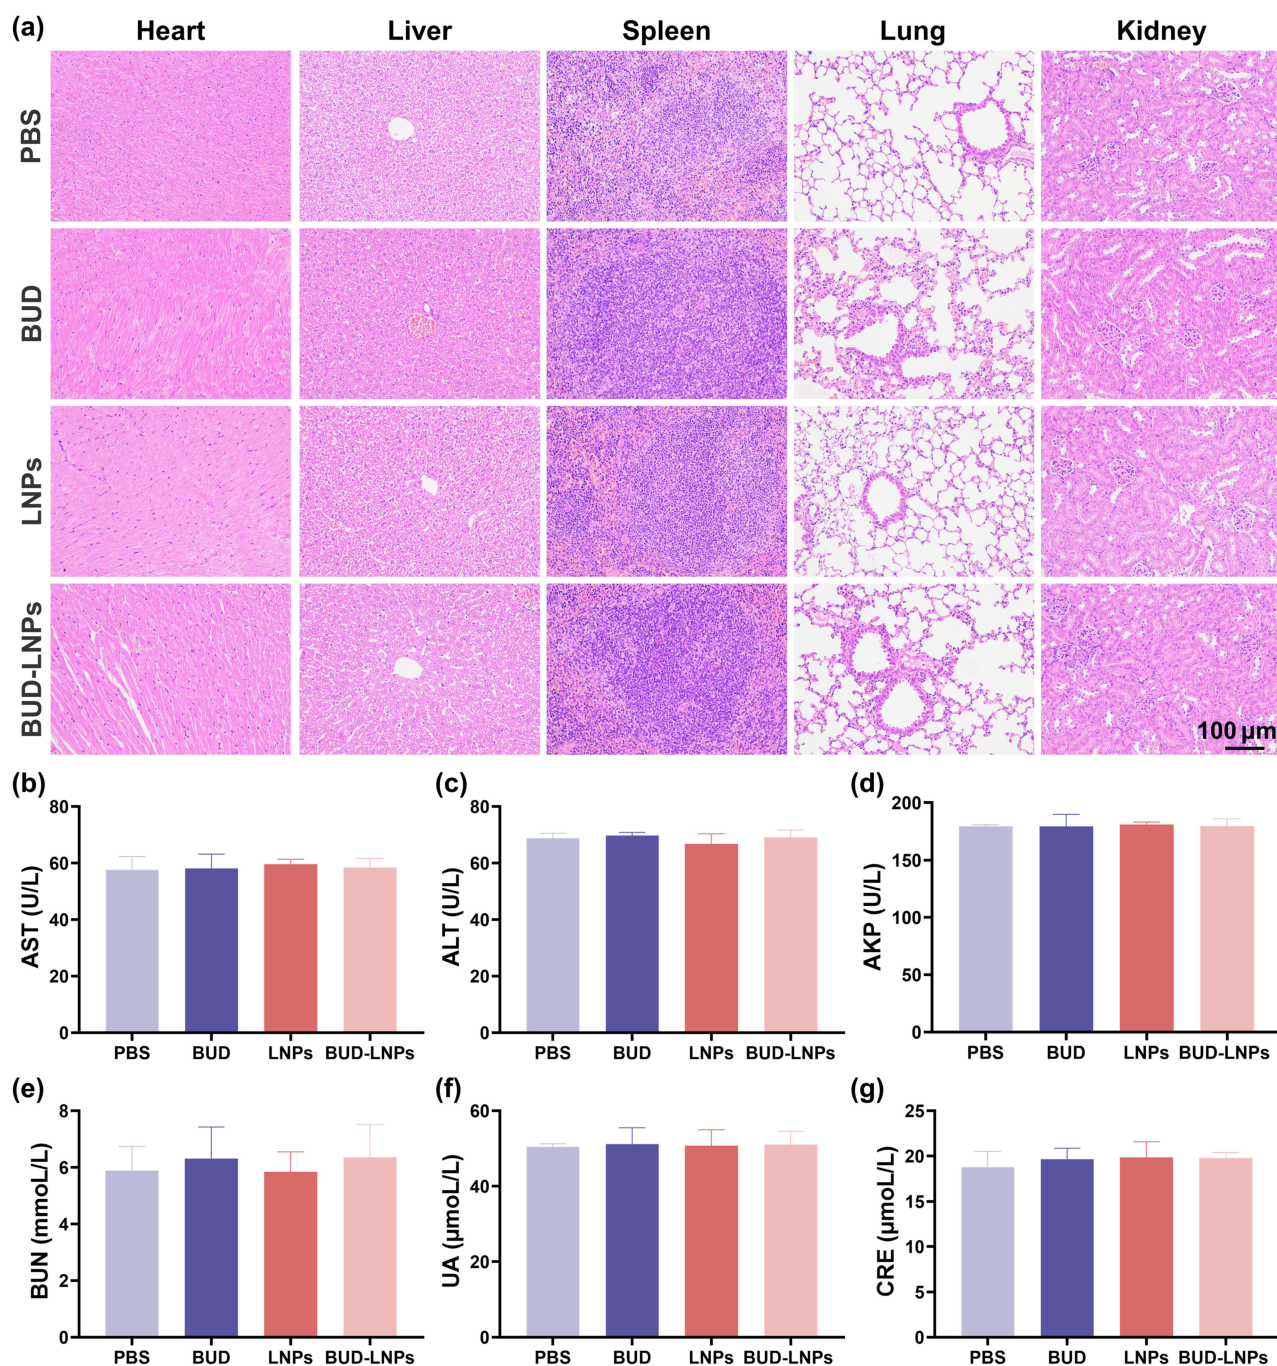 (a) Heart Liver Spleen Lung Kidney
PBS
BUD
LNPs
BUD-LNPs
100 µm
(b)
AST (U/L)
80
60
40
20
0
PBS BUD LNPs BUD-LNPs
(c)
ALT (U/L)
80
60
40
20
0
PBS BUD LNPs BUD-LNPs
(d)
AKP (U/L)
200
150
100
50
0
PBS BUD LNPs BUD-LNPs
(e)
BUN (mmoL/L)
8
6
4
2
0
PBS BUD LNPs BUD-LNPs
(f)
UA (µmoL/L)
60
40
20
0
PBS BUD LNPs BUD-LNPs
(g)
CRE (µmoL/L)
25
20
15
10
5
0
PBS BUD LNPs BUD-LNPs